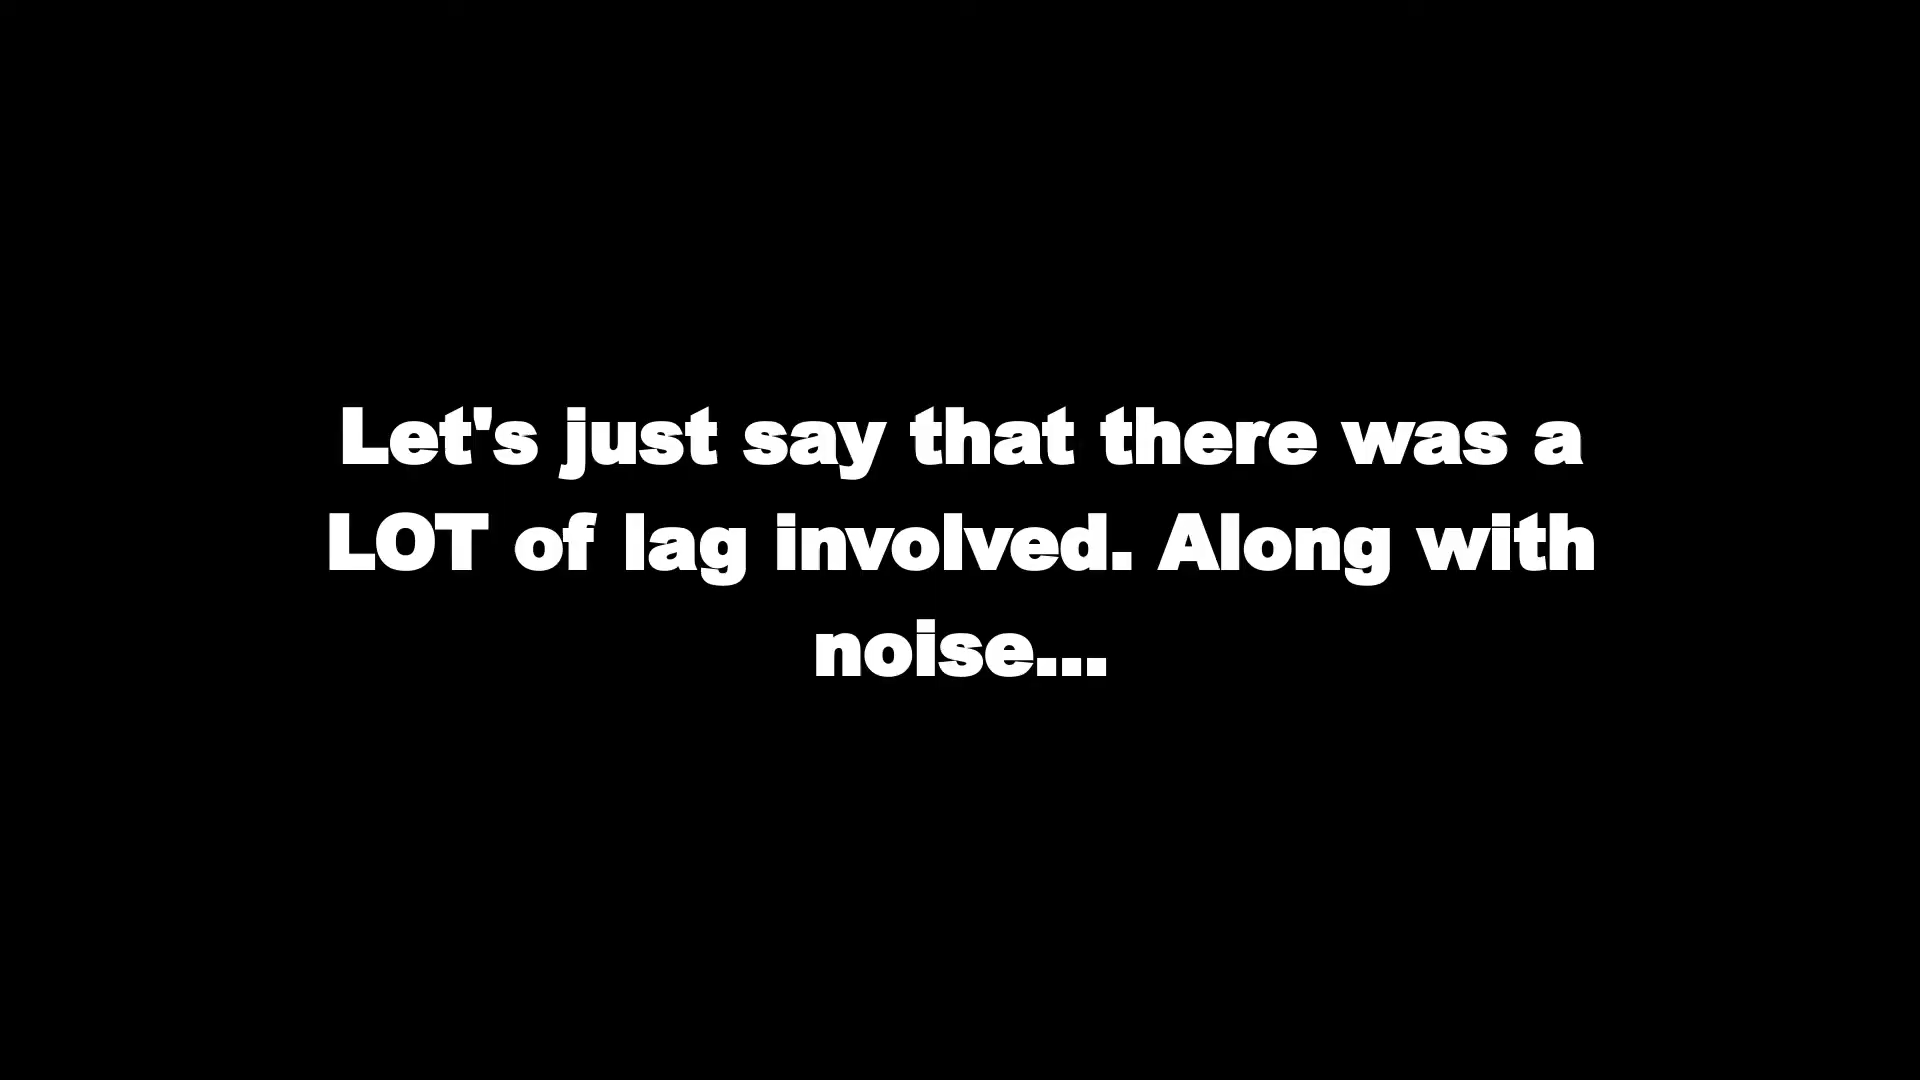 Let's just say that there was a
LOT of lag involved. Along with
noise...